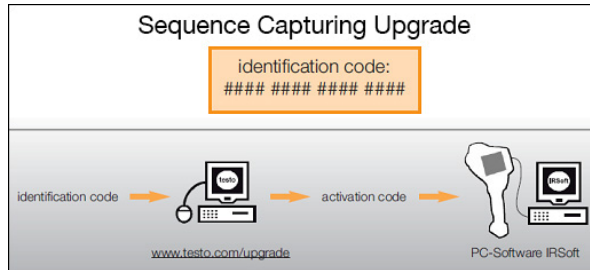 Sequence Capturing Upgrade
identification code:
#### #### #### ####
identification code
testo
activation code
IRSoft
www.testo.com/upgrade
PC-Software IRSoft